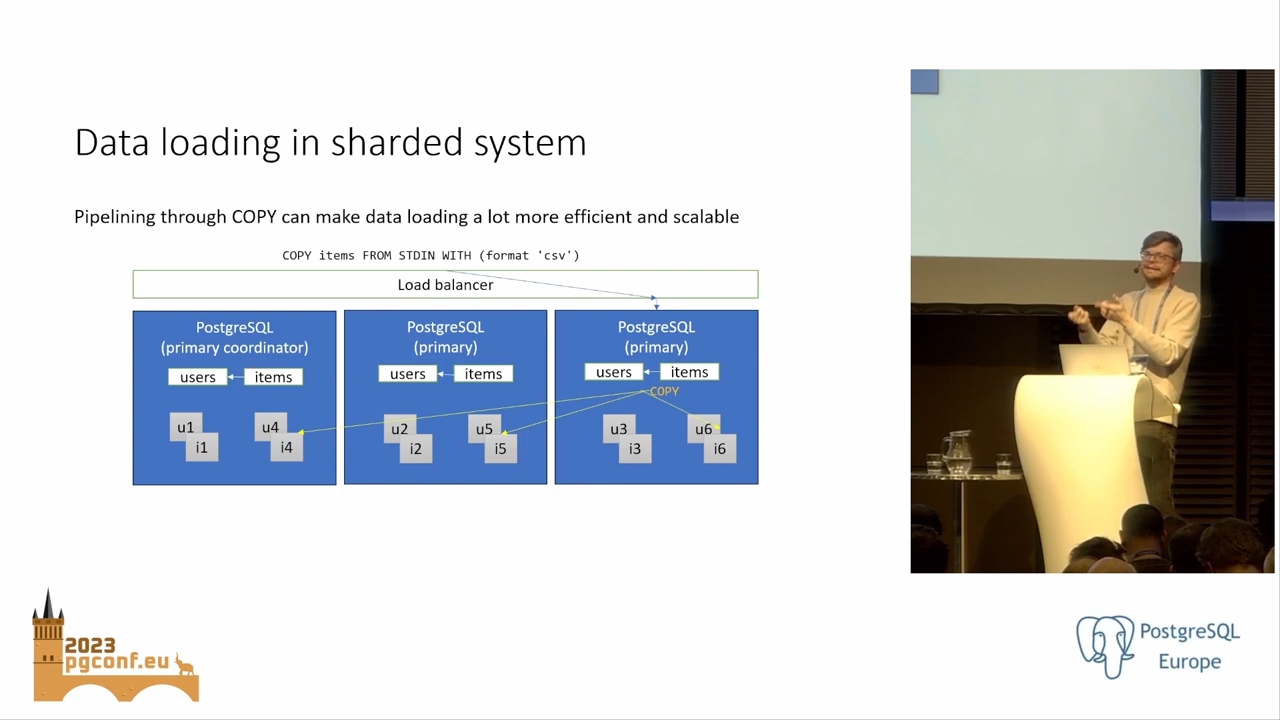 Data loading in sharded system
Pipelining through COPY can make data loading a lot more efficient and scalable
COPY items FROM STDIN WITH (format 'csv')
Load balancer
PostgreSQL
(primary coordinator)
users
items
u1
i1
u4
i4
PostgreSQL
(primary)
users
items
u2
i2
u5
i5
PostgreSQL
(primary)
users
items
COPY
u3
i3
u6
i6
2023
pgconf.eu
PostgreSQL
Europe